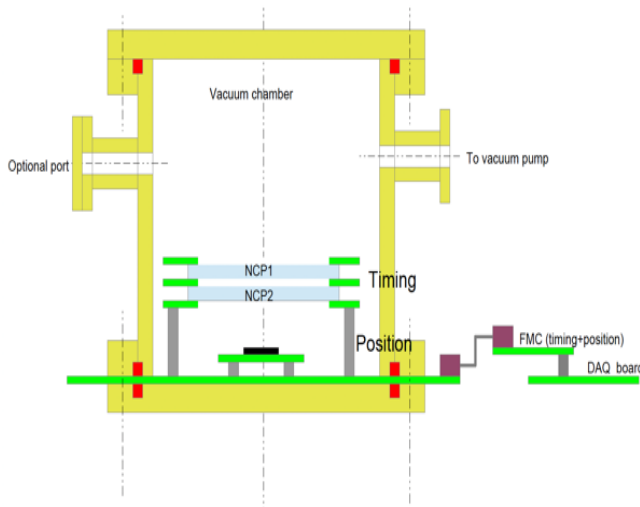 Vacuum chamber
Optional port
To vacuum pump
NCP1
Timing
NCP2
Position
FMC (timing+position)
DAQ board